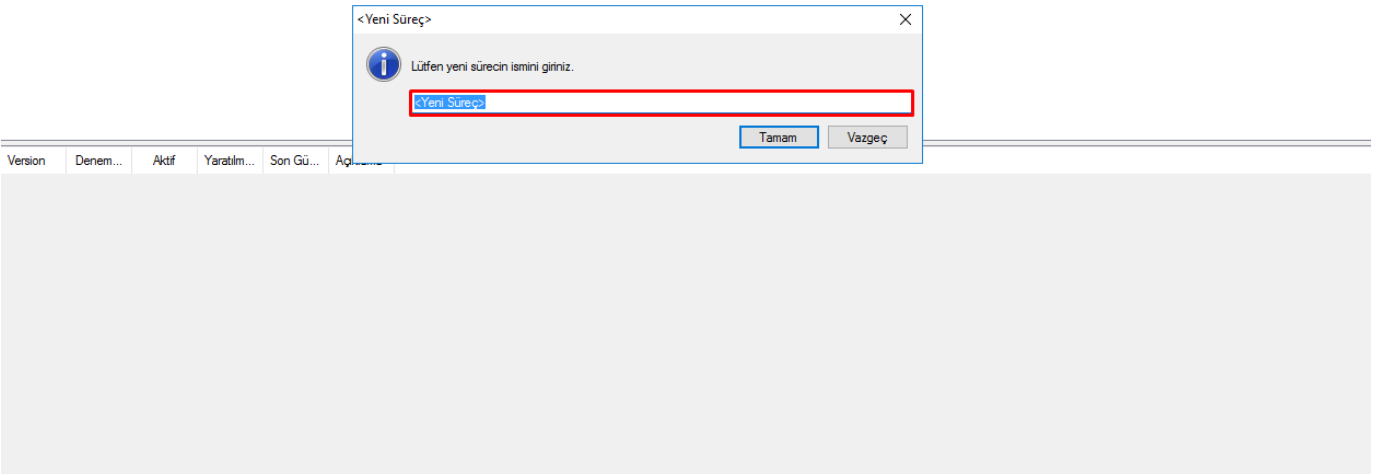 <Yeni Süreç>
Lütfen yeni sürecin ismini giriniz.
<Yeni Süreç>
Tamam Vazgeç
Version Denem... Aktif Yaratılm... Son Gü...